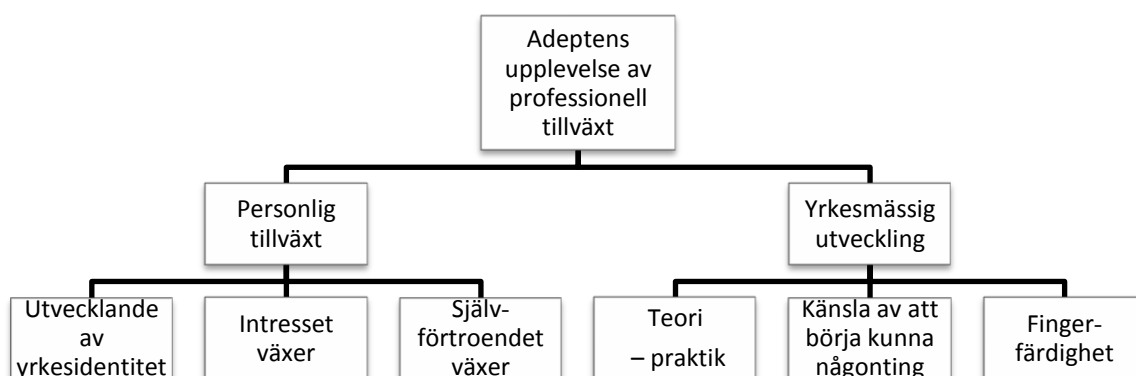 Adeptens
upplevelse av
professionell
tillväxt
Personlig
tillväxt
Yrkesmässig
utveckling
Utvecklande
av
yrkesidentitet
Intresset
växer
Själv-
förtroendet
växer
Teori
– praktik
Känsla av att
börja kunna
någonting
Finger-
färdighet